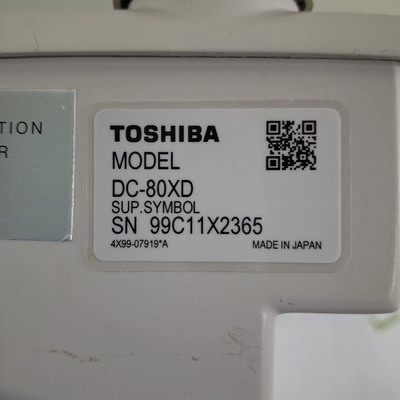 TION
R
TOSHIBA
MODEL
DC-80XD
SUP.SYMBOL
SN 99C11X2365
4X99-07919*A MADE IN JAPAN